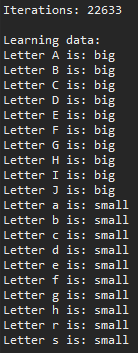 Iterations: 22633
Learning data:
Letter A is: big
Letter B is: big
Letter C is: big
Letter D is: big
Letter E is: big
Letter F is: big
Letter G is: big
Letter H is: big
Letter I is: big
Letter J is: big
Letter a is: small
Letter b is: small
Letter c is: small
Letter d is: small
Letter e is: small
Letter f is: small
Letter g is: small
Letter h is: small
Letter r is: small
Letter s is: small